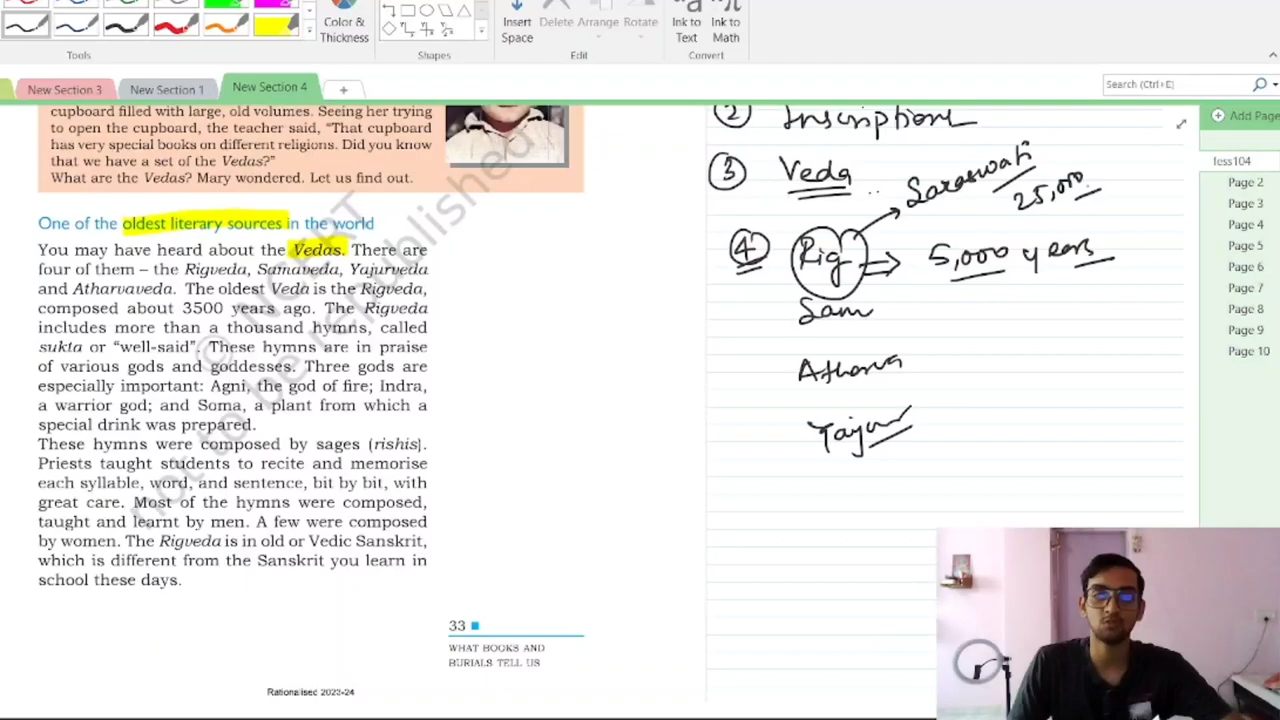 Color &
Thickness
Insert
Space
Delete
Arrange
Rotate
Ink to
Text
Ink to
Math
Tools
Shapes
Edit
Convert
New Section 3
New Section 1
New Section 4
+
Search (Ctrl+E)
cupboard filled with large, old volumes. Seeing her trying
to open the cupboard, the teacher said, “That cupboard
has very special books on different religions. Did you know
that we have a set of the Vedas?”
What are the Vedas? Mary wondered. Let us find out.
One of the oldest literary sources in the world
You may have heard about the Vedas. There are
four of them – the Rigveda, Samaveda, Yajurveda
and Atharvaveda. The oldest Veda is the Rigveda,
composed about 3500 years ago. The Rigveda
includes more than a thousand hymns, called
sukta or “well-said”. These hymns are in praise
of various gods and goddesses. Three gods are
especially important: Agni, the god of fire; Indra,
a warrior god; and Soma, a plant from which a
special drink was prepared.
These hymns were composed by sages (rishis).
Priests taught students to recite and memorise
each syllable, word, and sentence, bit by bit, with
great care. Most of the hymns were composed,
taught and learnt by men. A few were composed
by women. The Rigveda is in old or Vedic Sanskrit,
which is different from the Sanskrit you learn in
school these days.
© NCERT
not to be republished
33
WHAT BOOKS AND
BURIALS TELL US
Rationalised 2023-24
2 Inscriptions
3 Veda
Saraswati
25,000
4 Rig 5,000 years
Sam
Atharva
Yajur
Add Page
less104
Page 2
Page 3
Page 4
Page 5
Page 6
Page 7
Page 8
Page 9
Page 10